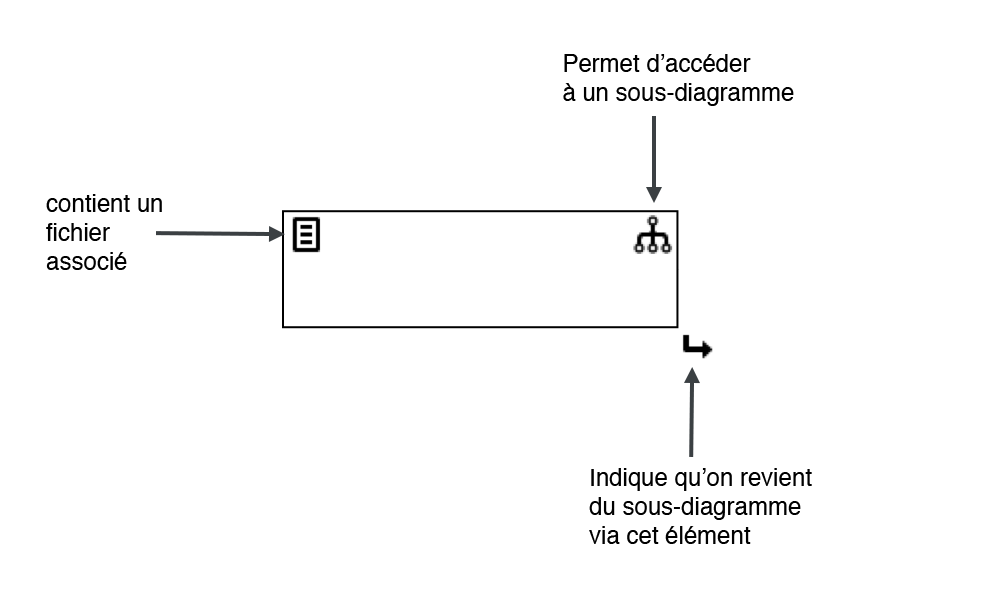 Permet d’accéder
à un sous-diagramme
contient un
fichier
associé
Indique qu’on revient
du sous-diagramme
via cet élément